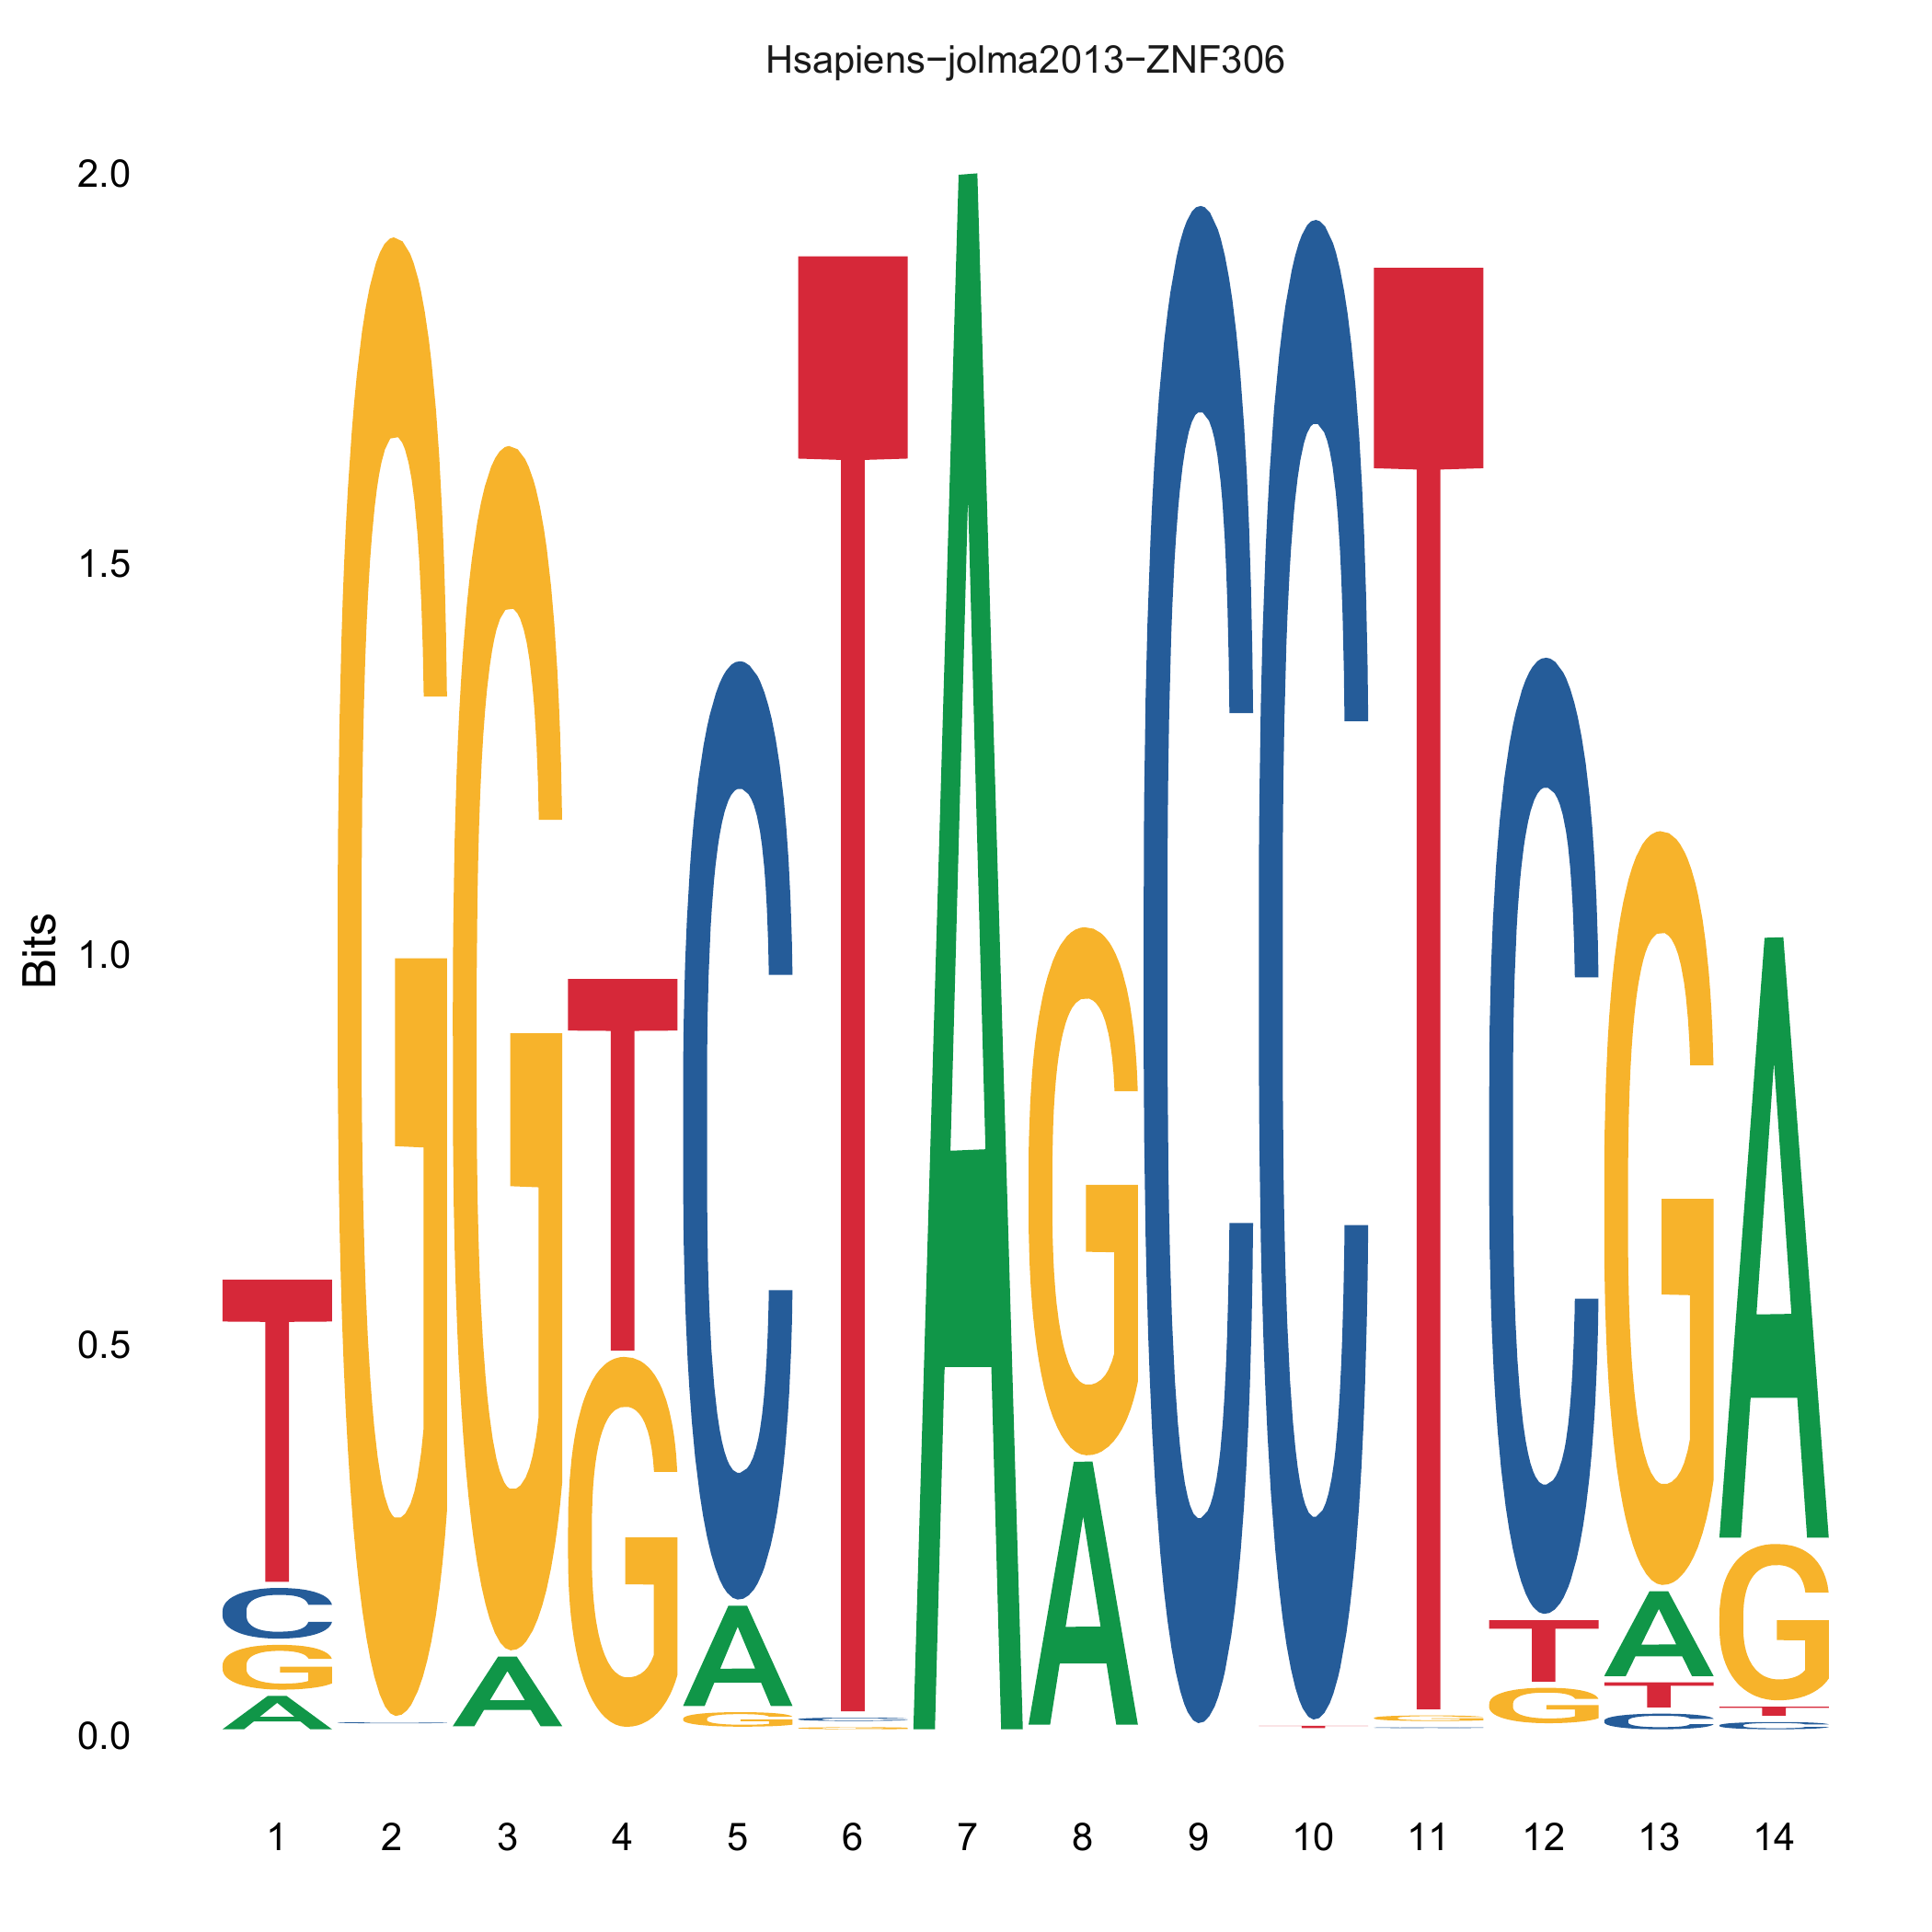 Hsapiens−jolma2013−ZNF306
2.0
1.5
1.0
0.5
0.0
Bits
T G G T C T A G C C T C G A
C A G A A T A G
G G G T T
A C C
1 2 3 4 5 6 7 8 9 10 11 12 13 14